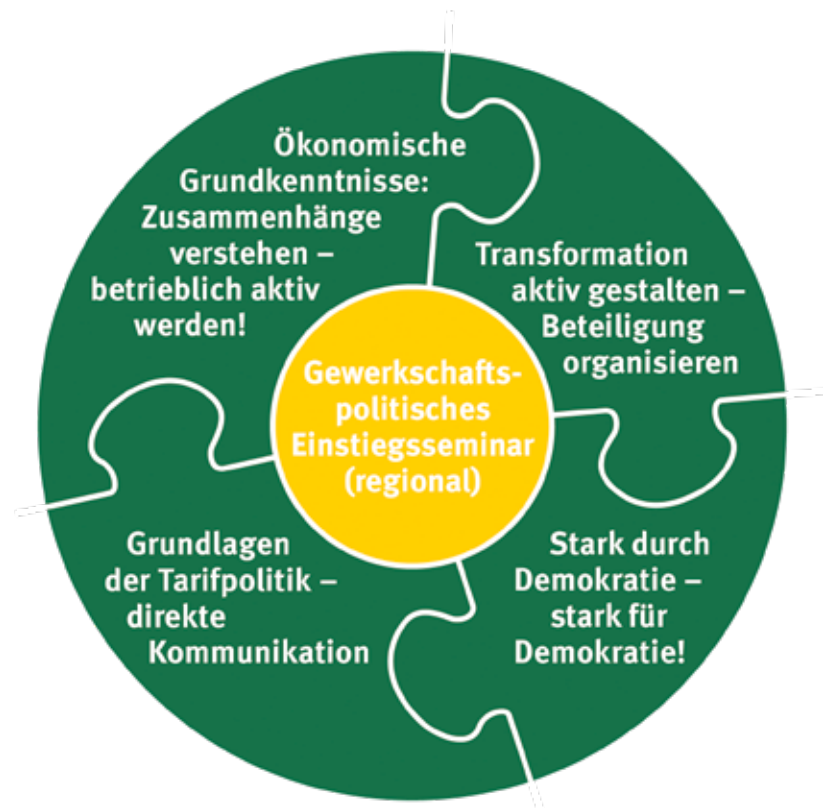 Ökonomische
Grundkenntnisse:
Zusammenhänge
verstehen –
betrieblich aktiv
werden!
Transformation
aktiv gestalten –
Beteiligung
organisieren
Gewerkschafts-
politisches
Einstiegsseminar
(regional)
Grundlagen
der Tarifpolitik –
direkte
Kommunikation
Stark durch
Demokratie –
stark für
Demokratie!